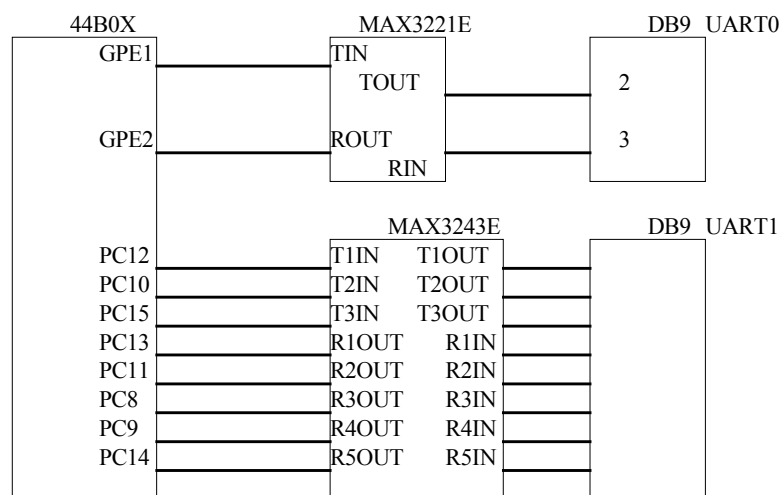 44B0X MAX3221E DB9 UART0
GPE1 TIN
TOUT 2
GPE2 ROUT 3
RIN
MAX3243E DB9 UART1
PC12 T1IN T1OUT
PC10 T2IN T2OUT
PC15 T3IN T3OUT
PC13 R1OUT R1IN
PC11 R2OUT R2IN
PC8 R3OUT R3IN
PC9 R4OUT R4IN
PC14 R5OUT R5IN